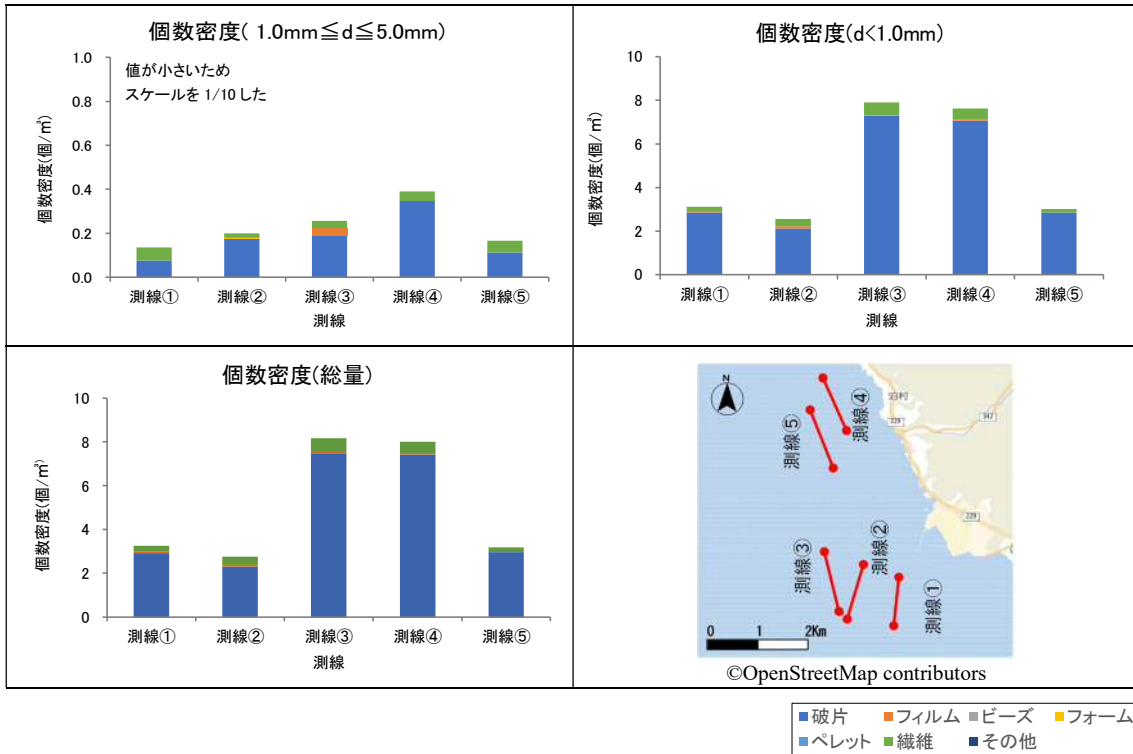 個数密度( 1.0mm≦d≦5.0mm)
値が小さいため
スケールを 1/10 した
個数密度(個/㎥)
1.0
0.8
0.6
0.4
0.2
0.0
測線① 測線② 測線③ 測線④ 測線⑤
測線
個数密度(d<1.0mm)
個数密度(個/㎥)
10
8
6
4
2
0
測線① 測線② 測線③ 測線④ 測線⑤
測線
個数密度(総量)
個数密度(個/㎥)
10
8
6
4
2
0
測線① 測線② 測線③ 測線④ 測線⑤
測線
N
泊村
229
342
229
測線④
測線⑤
測線③
測線②
測線①
0 1 2Km
©OpenStreetMap contributors
破片 フィルム ビーズ フォーム
ペレット 繊維 その他